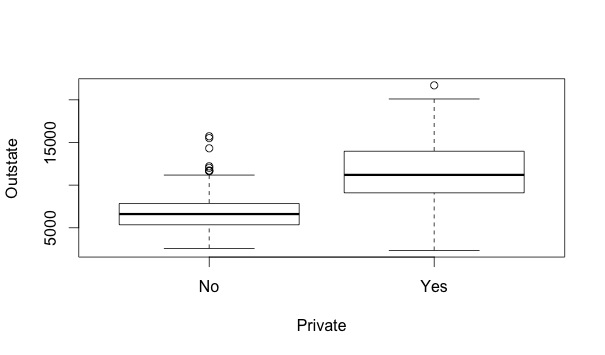 Outstate
15000
5000
No
Yes
Private